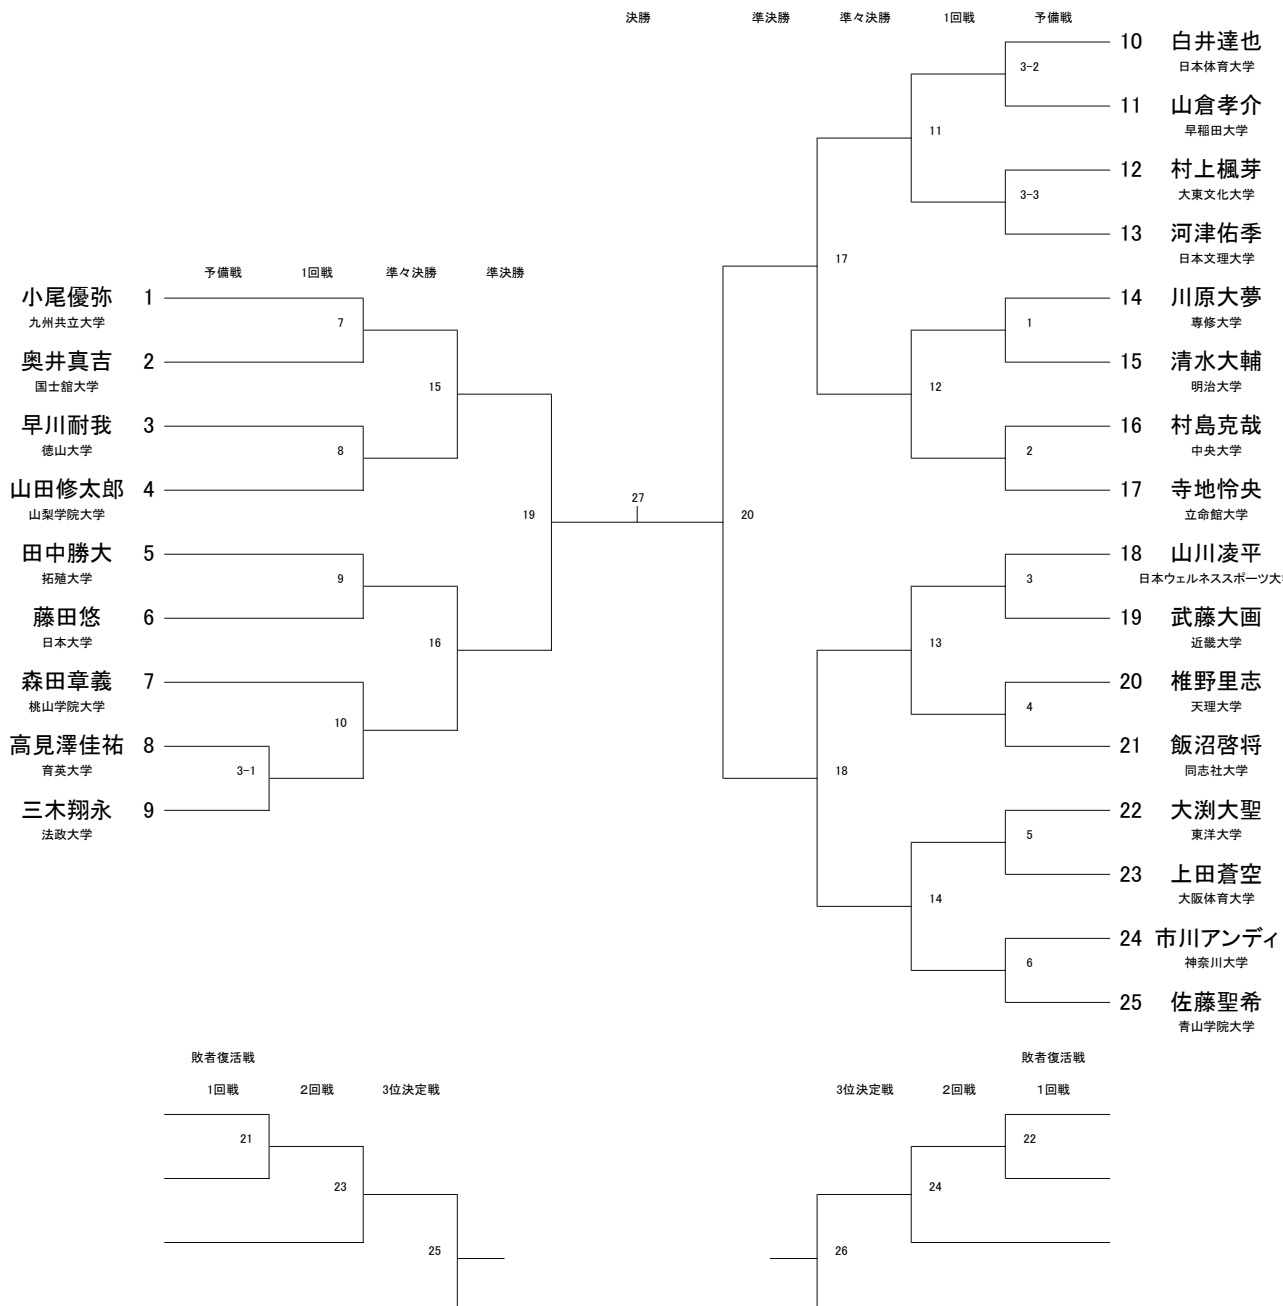 決勝 準決勝 準々決勝 1回戦 予備戦
10 白井達也
日本体育大学
3-2
11 山倉孝介
早稲田大学
11
12 村上楓芽
大東文化大学
3-3
13 河津佑季
日本文理大学
17
14 川原大夢
専修大学
1
15 清水大輔
明治大学
12
16 村島克哉
中央大学
2
17 寺地怜央
立命館大学
20
18 山川凌平
日本ウェルネススポーツ大学
3
19 武藤大画
近畿大学
13
20 椎野里志
天理大学
4
21 飯沼啓将
同志社大学
18
22 大渕大聖
東洋大学
5
23 上田蒼空
大阪体育大学
14
24 市川アンディ
神奈川大学
6
25 佐藤聖希
青山学院大学
予備戦 1回戦 準々決勝 準決勝
小尾優弥 1
九州共立大学
7
奥井真吉 2
国士舘大学
15
早川耐我 3
徳山大学
8
山田修太郎 4
山梨学院大学
19
27
田中勝大 5
拓殖大学
9
藤田悠 6
日本大学
16
森田章義 7
桃山学院大学
10
高見澤佳祐 8
育英大学
3-1
三木翔永 9
法政大学
敗者復活戦
1回戦 2回戦 3位決定戦
21
23
25
敗者復活戦
3位決定戦 2回戦 1回戦
22
24
26